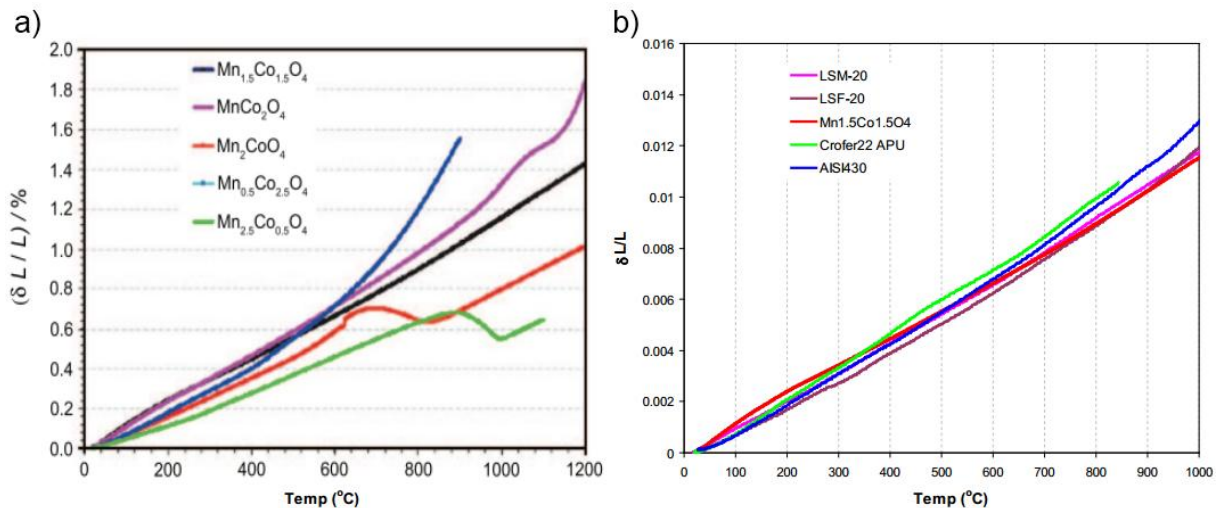 a)
(δ L / L) / %
2.0
1.8
1.6
1.4
1.2
1.0
0.8
0.6
0.4
0.2
0.0
Mn1.5Co1.5O4
MnCo2O4
Mn2CoO4
Mn0.5Co2.5O4
Mn2.5Co0.5O4
0 200 400 600 800 1000 1200
Temp (°C)
b)
δ L/L
0.016
0.014
0.012
0.01
0.008
0.006
0.004
0.002
0
LSM-20
LSF-20
Mn1.5Co1.5O4
Crofer22 APU
AISI430
0 100 200 300 400 500 600 700 800 900 1000
Temp (°C)